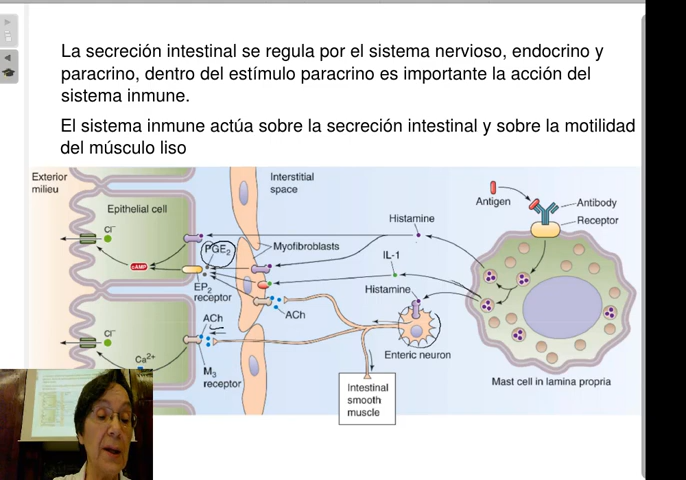 La secreción intestinal se regula por el sistema nervioso, endocrino y
paracrino, dentro del estímulo paracrino es importante la acción del
sistema inmune.
El sistema inmune actúa sobre la secreción intestinal y sobre la motilidad
del músculo liso
Exterior
milieu
Epithelial cell
Interstitial
space
Antigen
Antibody
Receptor
Histamine
Cl⁻
PGE₂
Myofibroblasts
IL-1
cAMP
EP₂
receptor
Histamine
ACh
ACh
Cl⁻
Enteric neuron
Ca²⁺
M₃
receptor
Mast cell in lamina propria
Intestinal
smooth
muscle